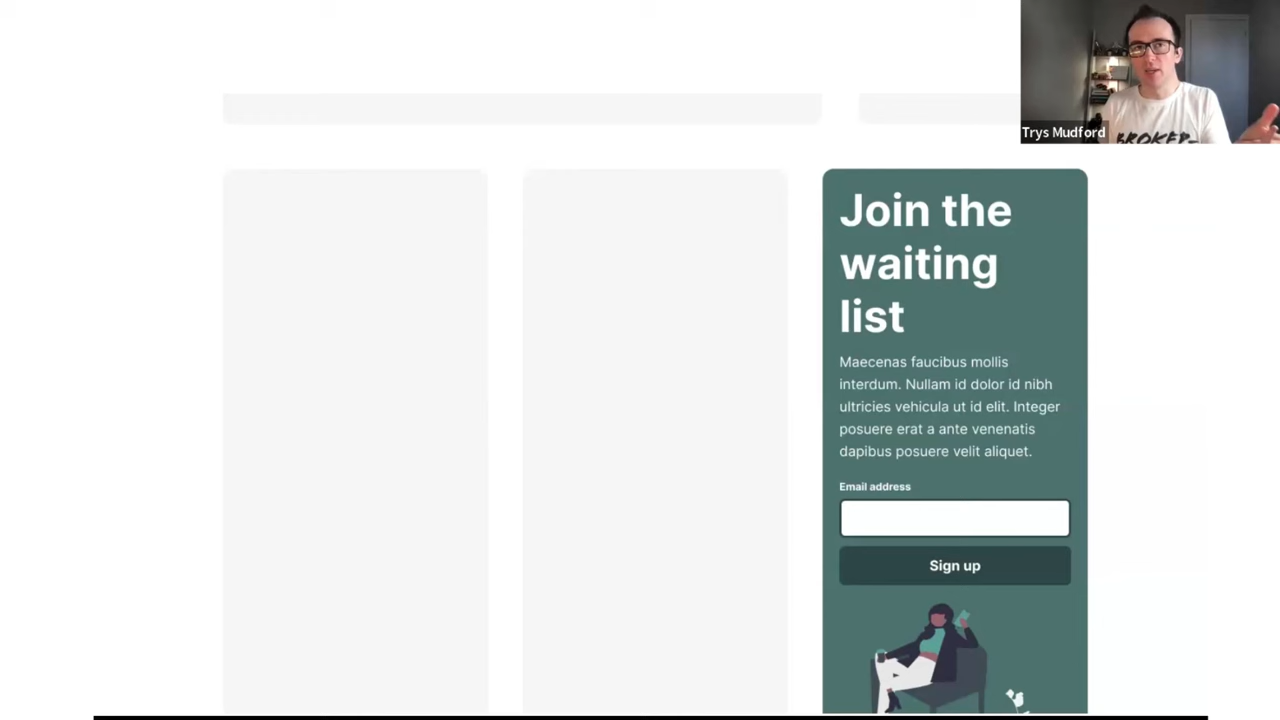 Trys Mudford
BROKER-
Join the
waiting
list
Maecenas faucibus mollis
interdum. Nullam id dolor id nibh
ultricies vehicula ut id elit. Integer
posuere erat a ante venenatis
dapibus posuere velit aliquet.
Email address
Sign up